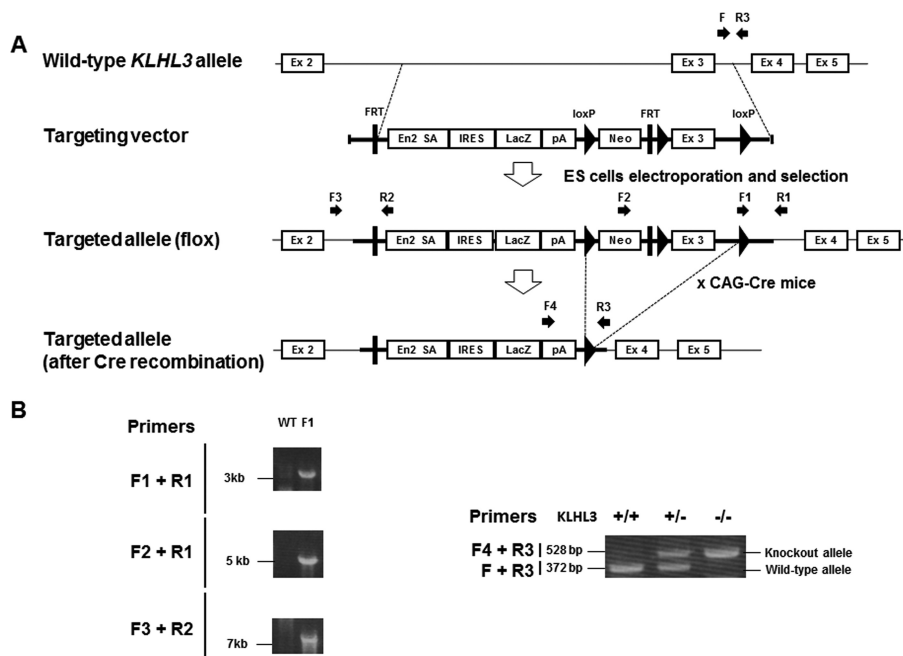 A
F R3
Wild-type KLHL3 allele
Ex 2 Ex 3 Ex 4 Ex 5
FRT loxP FRT loxP
Targeting vector
En2 SA IRES LacZ pA Neo Ex 3
ES cells electroporation and selection
F3 R2 F2 F1 R1
Targeted allele (flox)
Ex 2 En2 SA IRES LacZ pA Neo Ex 3 Ex 4 Ex 5
x CAG-Cre mice
F4 R3
Targeted allele
(after Cre recombination)
Ex 2 En2 SA IRES LacZ pA Ex 4 Ex 5
B
Primers
WT F1
F1 + R1
3kb
F2 + R1
5kb
F3 + R2
7kb
Primers KLHL3 +/+ +/- -/-
F4 + R3 528 bp Knockout allele
F + R3 372 bp Wild-type allele